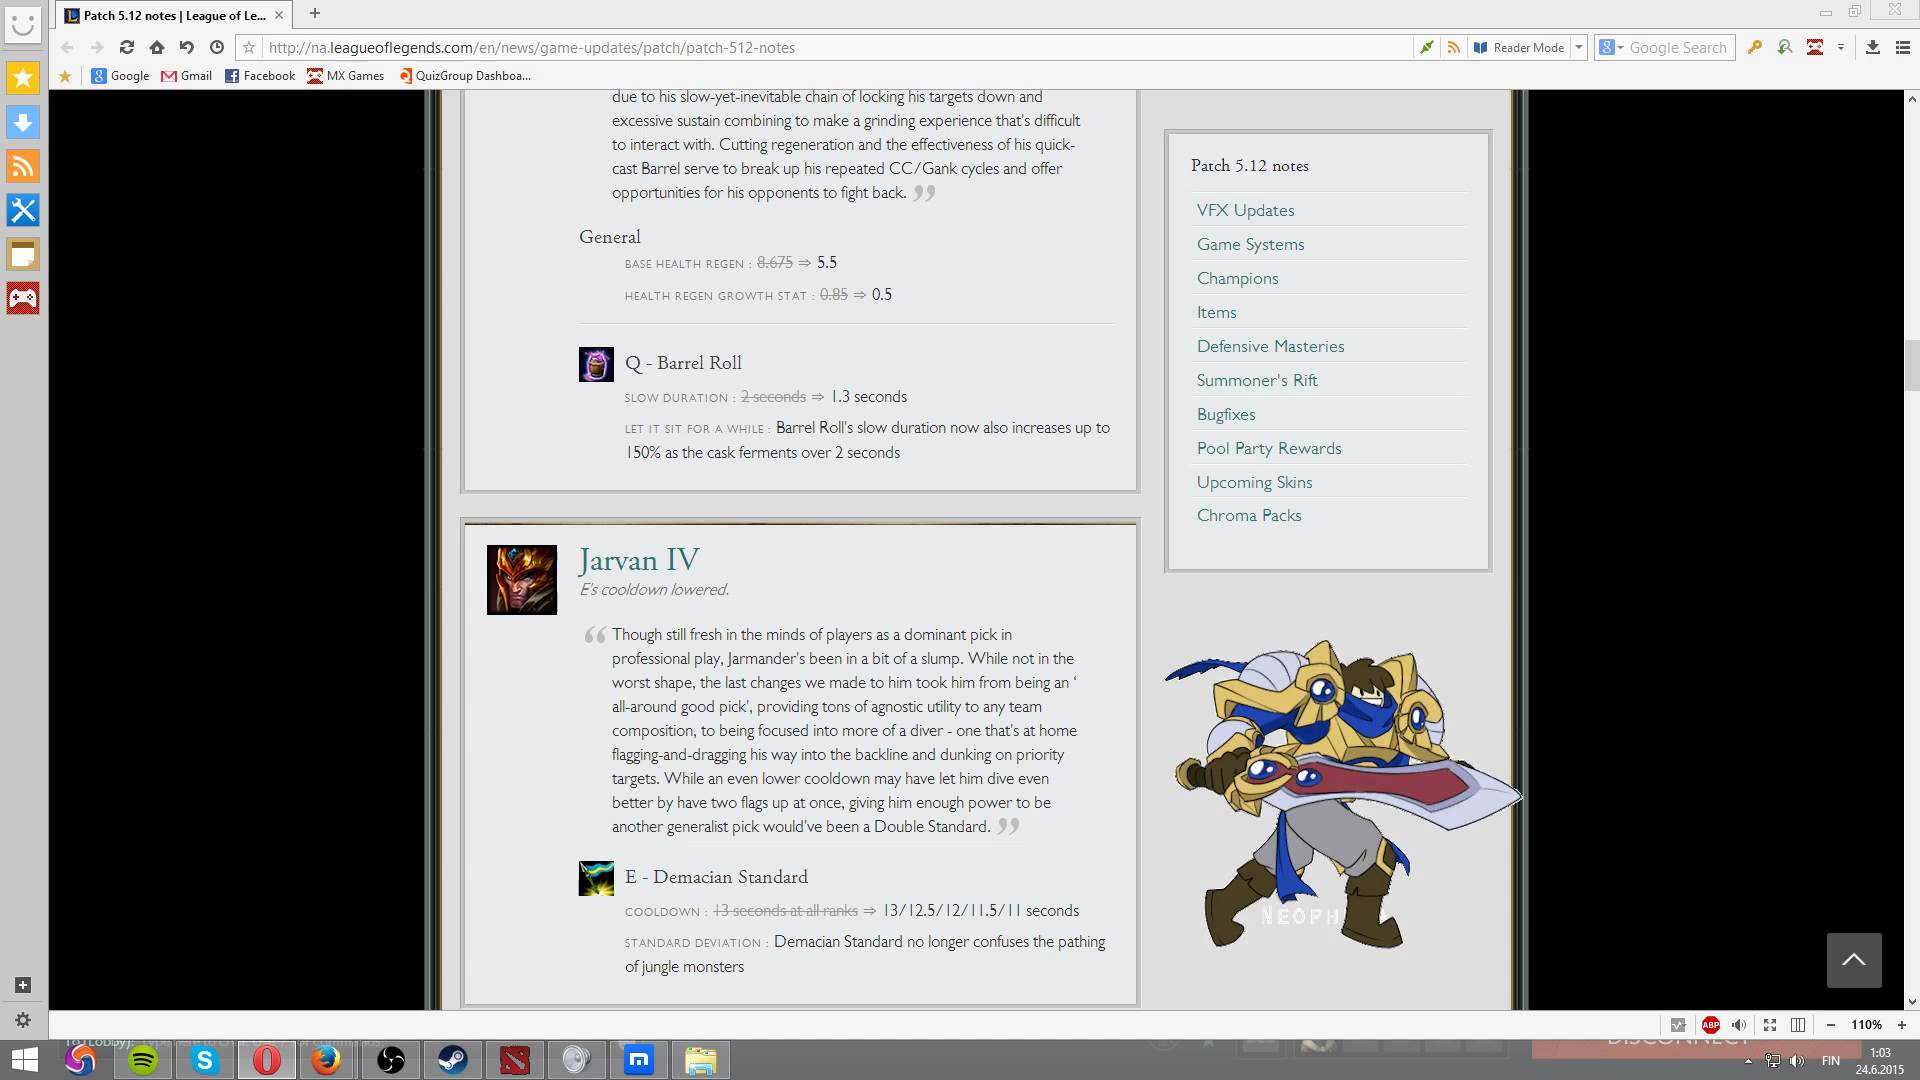 Patch 5.12 notes | League of Le...
http://na.leagueoflegends.com/en/news/game-updates/patch/patch-512-notes
Reader Mode
Google Search
Google
Gmail
Facebook
MX Games
QuizGroup Dashboa...
due to his slow-yet-inevitable chain of locking his targets down and
excessive sustain combining to make a grinding experience that's difficult
to interact with. Cutting regeneration and the effectiveness of his quick-
cast Barrel serve to break up his repeated CC/Gank cycles and offer
opportunities for his opponents to fight back. ”
General
BASE HEALTH REGEN : 8.675 ⇒ 5.5
HEALTH REGEN GROWTH STAT : 0.85 ⇒ 0.5
Q - Barrel Roll
SLOW DURATION : 2 seconds ⇒ 1.3 seconds
LET IT SIT FOR A WHILE : Barrel Roll's slow duration now also increases up to
150% as the cask ferments over 2 seconds
Jarvan IV
E's cooldown lowered.
“ Though still fresh in the minds of players as a dominant pick in
professional play, Jarmander's been in a bit of a slump. While not in the
worst shape, the last changes we made to him took him from being an ‘
all-around good pick', providing tons of agnostic utility to any team
composition, to being focused into more of a diver - one that's at home
flagging-and-dragging his way into the backline and dunking on priority
targets. While an even lower cooldown may have let him dive even
better by have two flags up at once, giving him enough power to be
another generalist pick would've been a Double Standard. ”
E - Demacian Standard
COOLDOWN : 13 seconds at all ranks ⇒ 13/12.5/12/11.5/11 seconds
STANDARD DEVIATION : Demacian Standard no longer confuses the pathing
of jungle monsters
Patch 5.12 notes
VFX Updates
Game Systems
Champions
Items
Defensive Masteries
Summoner's Rift
Bugfixes
Pool Party Rewards
Upcoming Skins
Chroma Packs
NEOPH
ABP
110%
DISCONNECT
FIN
1:03
24.6.2015